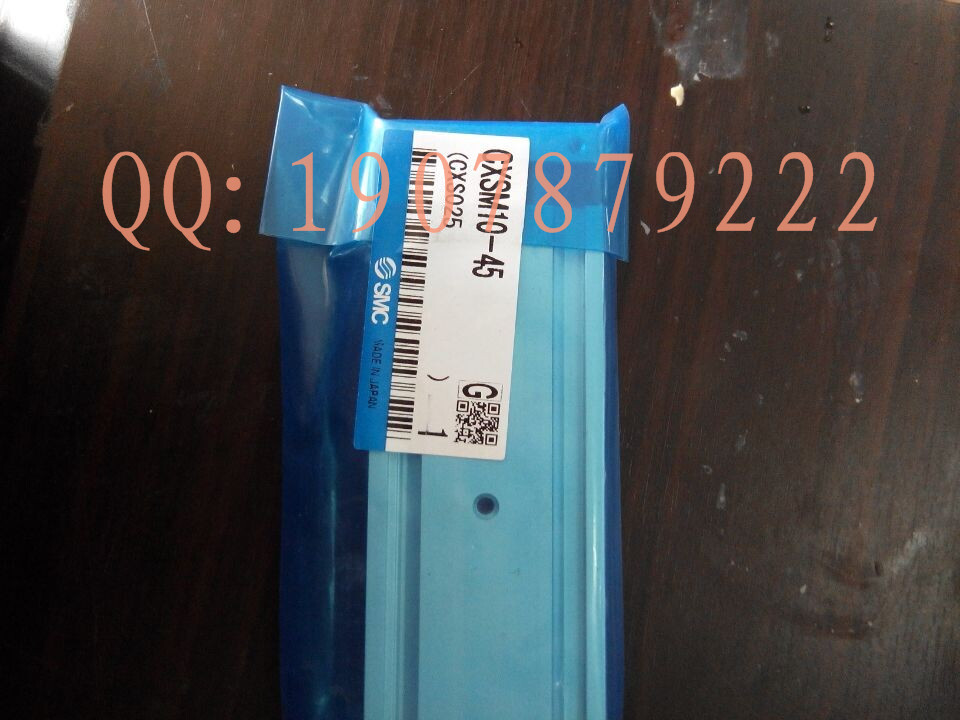 QQ: 1907879222
CXSM10-45
(CXS025
)
G
1
SMC
MADE IN JAPAN